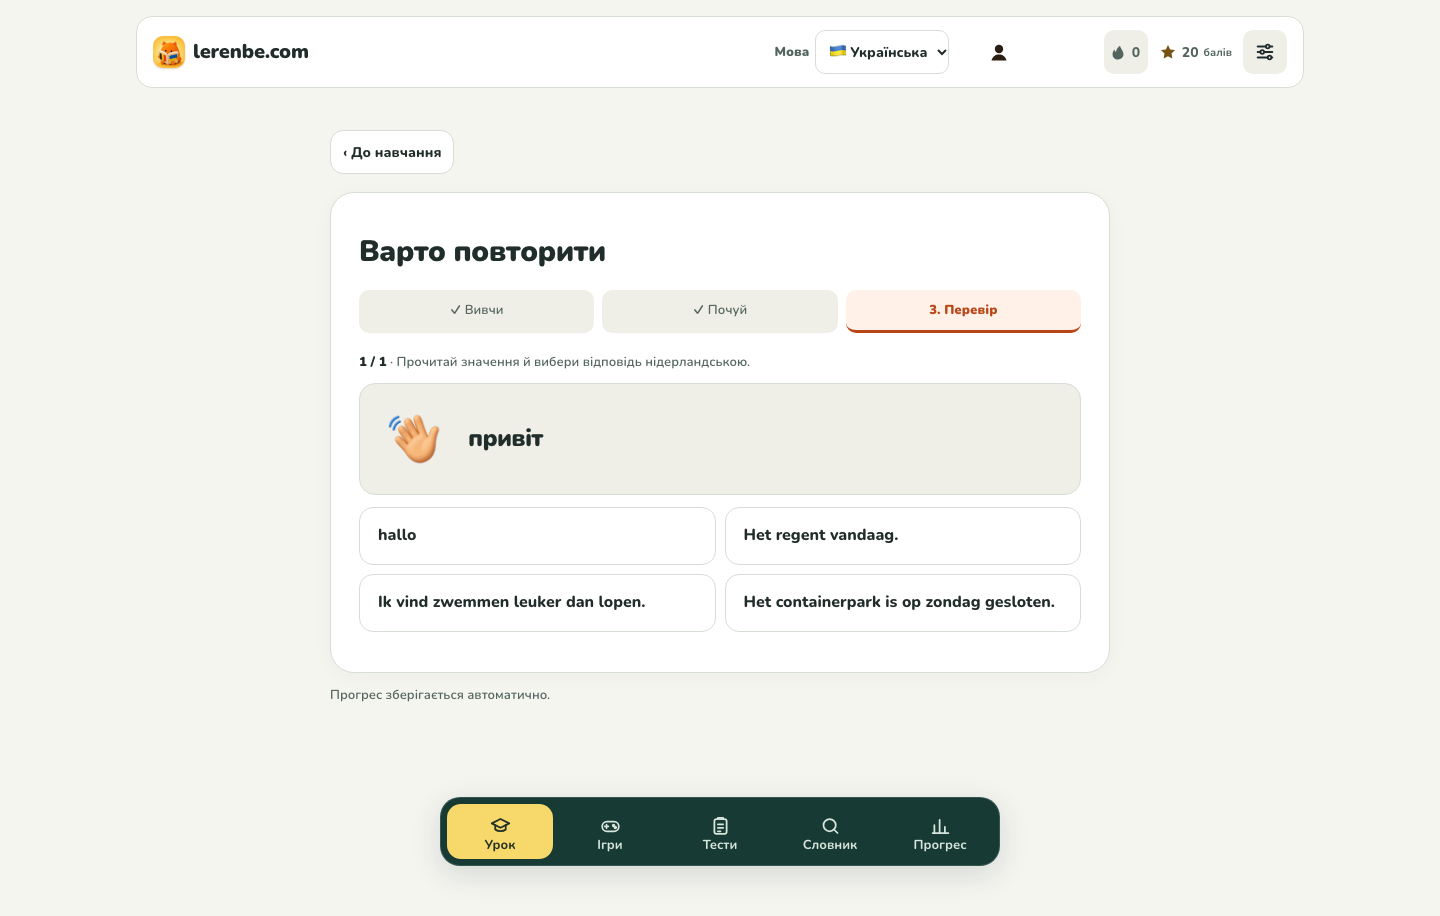 lerenbe.com
Мова
Українська
0
20 балів
‹ До навчання
Варто повторити
✓ Вивчи
✓ Почуй
3. Перевір
1 / 1 · Прочитай значення й вибери відповідь нідерландською.
привіт
hallo
Het regent vandaag.
Ik vind zwemmen leuker dan lopen.
Het containerpark is op zondag gesloten.
Прогрес зберігається автоматично.
Урок
Ігри
Тести
Словник
Прогрес